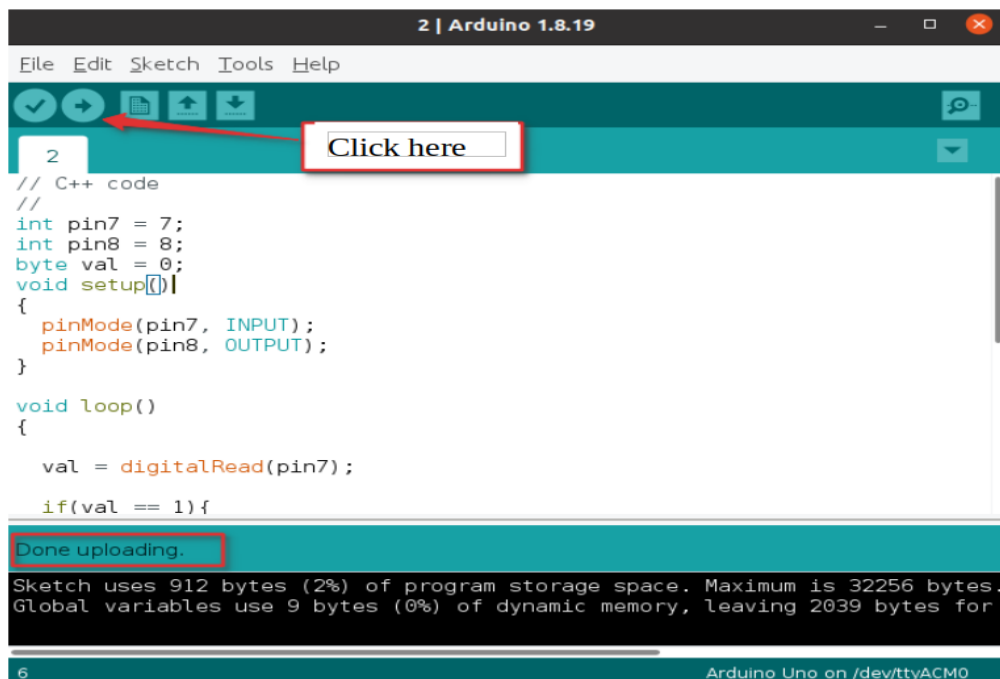 2 | Arduino 1.8.19
File Edit Sketch Tools Help
Click here
2
// C++ code
//
int pin7 = 7;
int pin8 = 8;
byte val = 0;
void setup()
{
  pinMode(pin7, INPUT);
  pinMode(pin8, OUTPUT);
}
void loop()
{
  val = digitalRead(pin7);
  if(val == 1){
Done uploading.
Sketch uses 912 bytes (2%) of program storage space. Maximum is 32256 bytes.
Global variables use 9 bytes (0%) of dynamic memory, leaving 2039 bytes for
6 Arduino Uno on /dev/ttyACM0